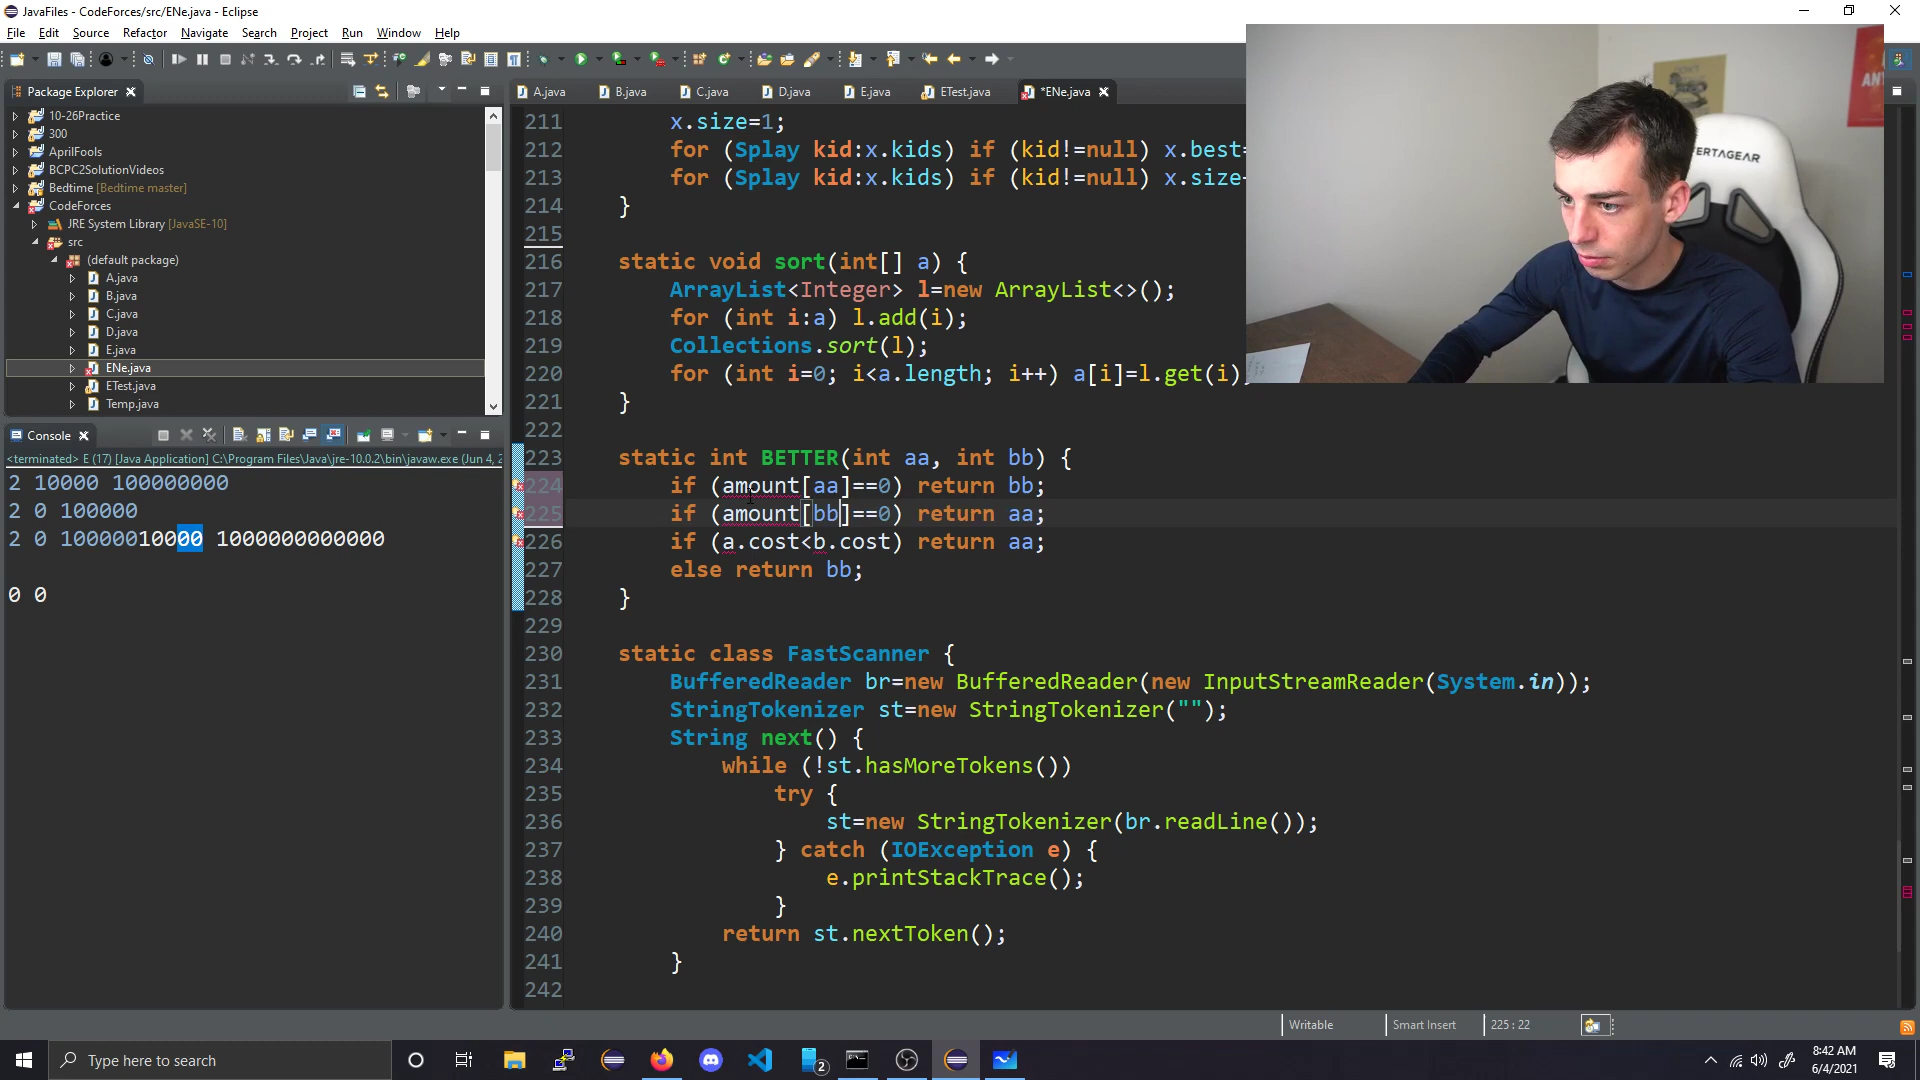 JavaFiles - CodeForces/src/ENe.java - Eclipse
File Edit Source Refactor Navigate Search Project Run Window Help
Package Explorer
A.java B.java C.java D.java E.java ETest.java *ENe.java
10-26Practice
300
AprilFools
BCPC2SolutionVideos
Bedtime [Bedtime master]
CodeForces
JRE System Library [JavaSE-10]
src
(default package)
A.java
B.java
C.java
D.java
E.java
ENe.java
ETest.java
Temp.java
Console
<terminated> E (17) [Java Application] C:\Program Files\Java\jre-10.0.2\bin\javaw.exe (Jun 4, 2
2 10000 100000000
2 0 100000
2 0 10000010000 1000000000000
0 0
211 x.size=1;
212 for (Splay kid:x.kids) if (kid!=null) x.best=
213 for (Splay kid:x.kids) if (kid!=null) x.size=
214 }
215
216 static void sort(int[] a) {
217 ArrayList<Integer> l=new ArrayList<>();
218 for (int i:a) l.add(i);
219 Collections.sort(l);
220 for (int i=0; i<a.length; i++) a[i]=l.get(i)
221 }
222
223 static int BETTER(int aa, int bb) {
224 if (amount[aa]==0) return bb;
225 if (amount[bb]==0) return aa;
226 if (a.cost<b.cost) return aa;
227 else return bb;
228 }
229
230 static class FastScanner {
231 BufferedReader br=new BufferedReader(new InputStreamReader(System.in));
232 StringTokenizer st=new StringTokenizer("");
233 String next() {
234 while (!st.hasMoreTokens())
235 try {
236 st=new StringTokenizer(br.readLine());
237 } catch (IOException e) {
238 e.printStackTrace();
239 }
240 return st.nextToken();
241 }
242
ERTAGEAR
Writable Smart Insert 225 : 22
Type here to search
2
8:42 AM
6/4/2021